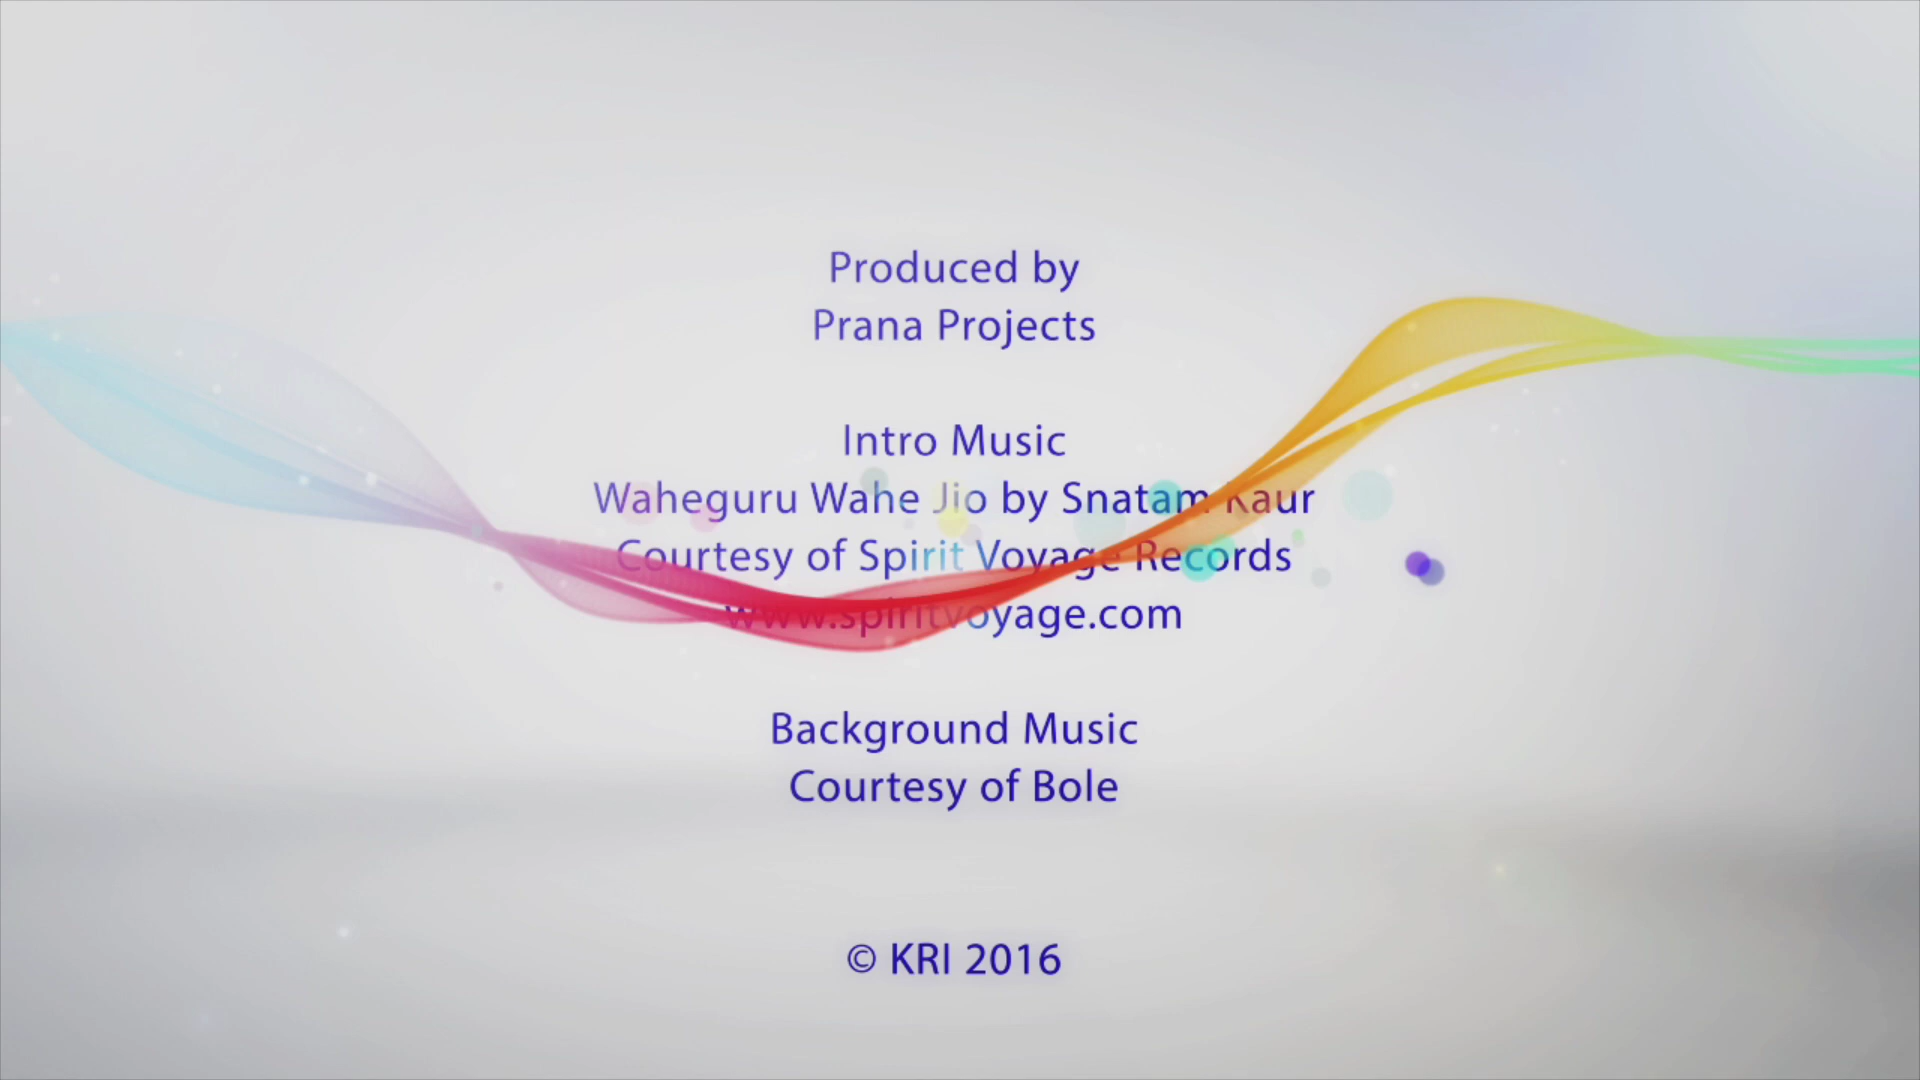 Produced by
Prana Projects
Intro Music
Waheguru Wahe Jio by Snatam Kaur
Courtesy of Spirit Voyage Records
www.spiritvoyage.com
Background Music
Courtesy of Bole
© KRI 2016